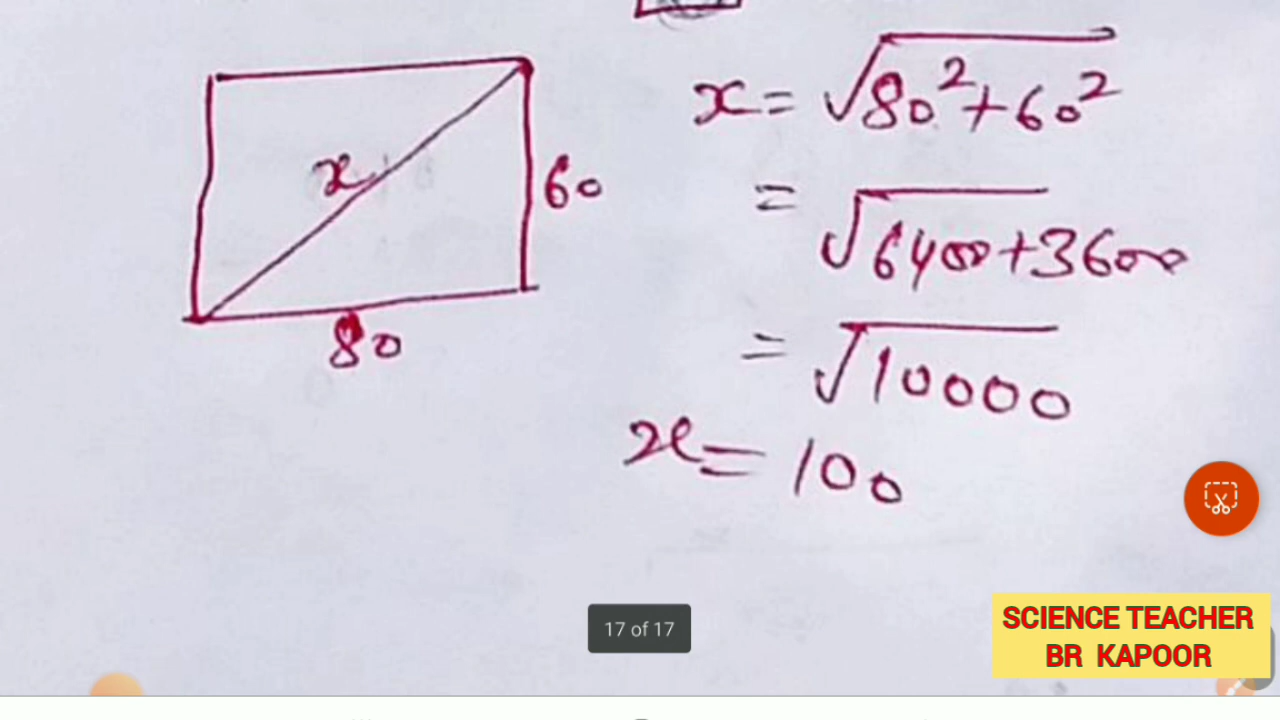 x = √80²+60²
x
60
= √6400+3600
80
= √10000
x = 100
17 of 17
SCIENCE TEACHER
BR KAPOOR